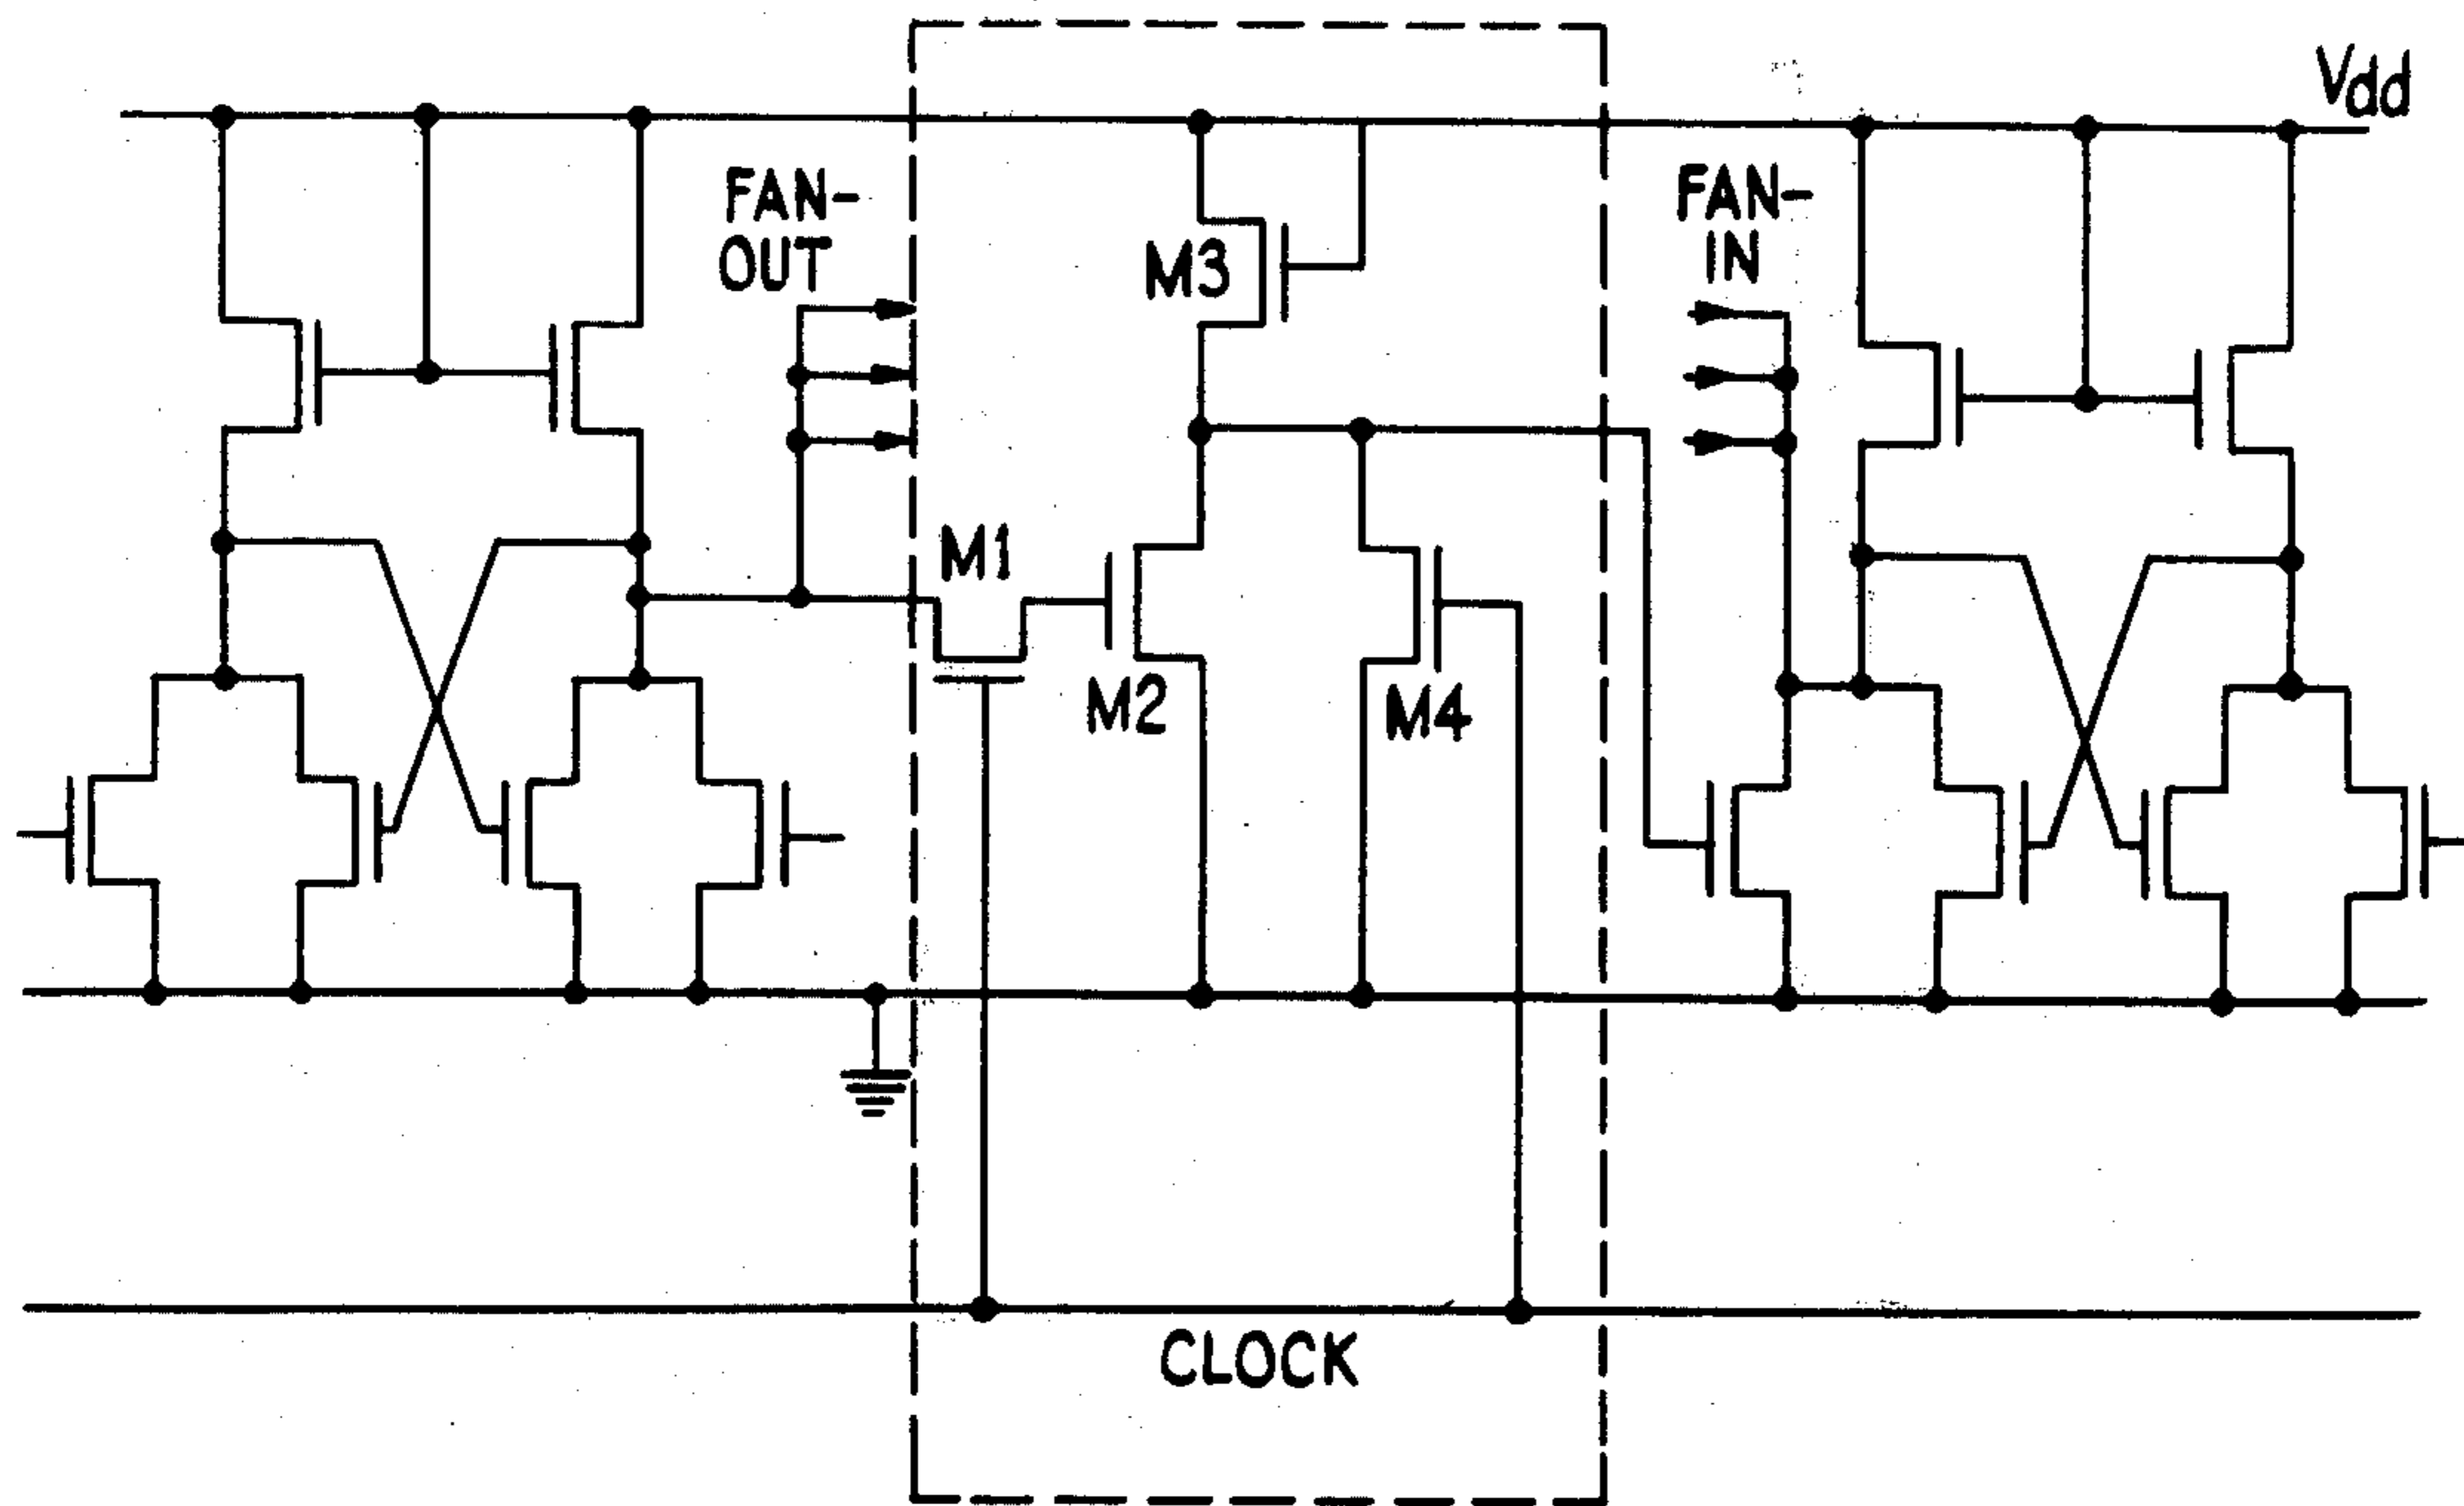 Vdd
FAN-
OUT
M3
FAN-
IN
M1
M2
M4
CLOCK